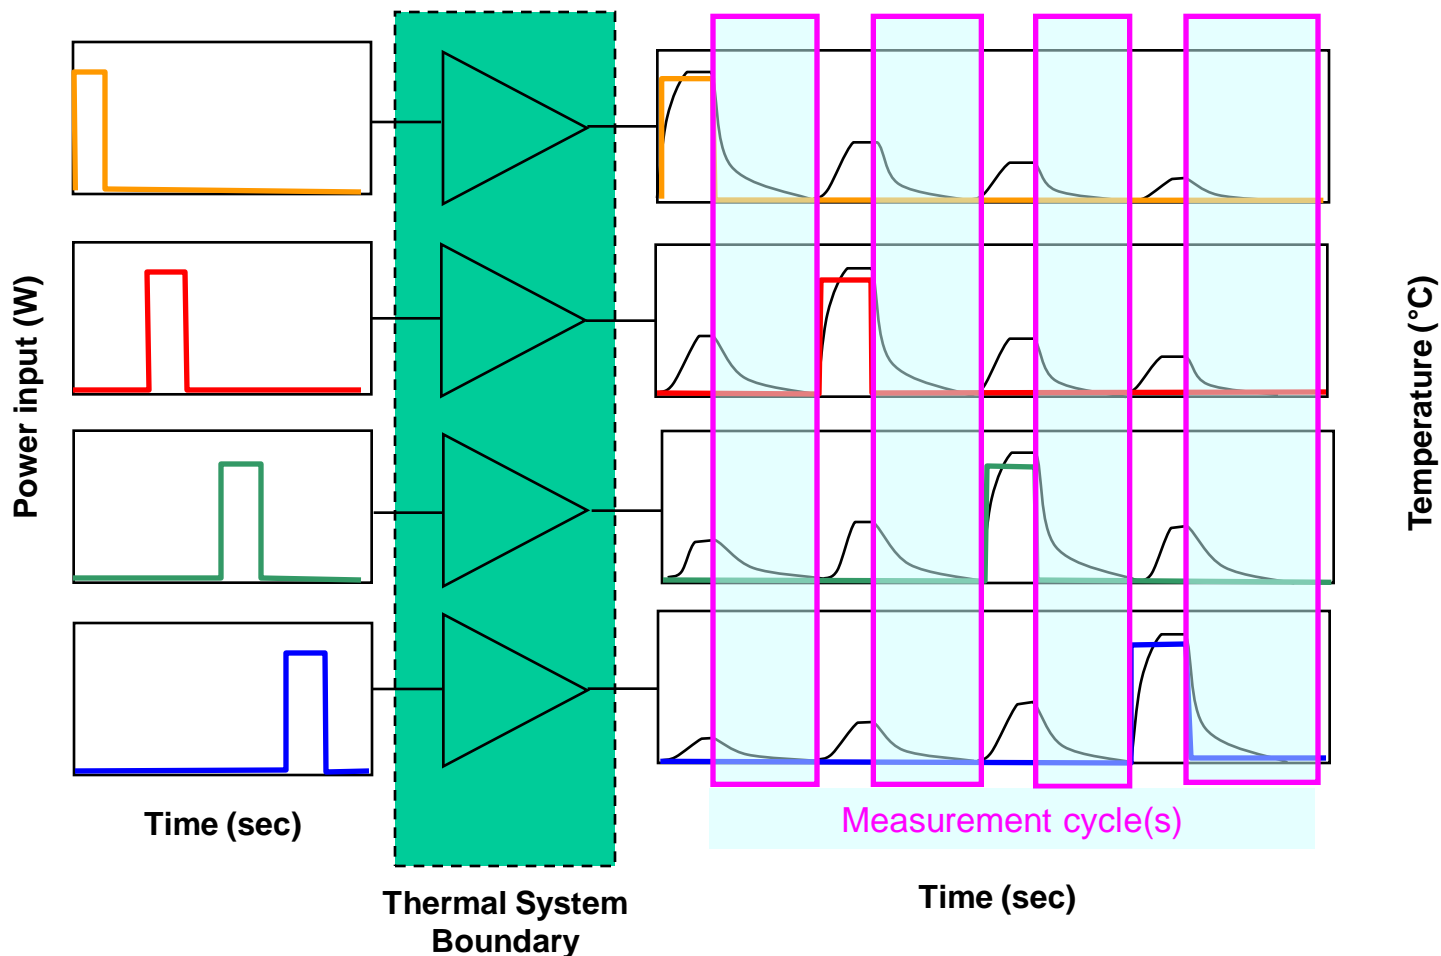 Power input (W)
Temperature (°C)
Time (sec)
Measurement cycle(s)
Thermal System
Boundary
Time (sec)